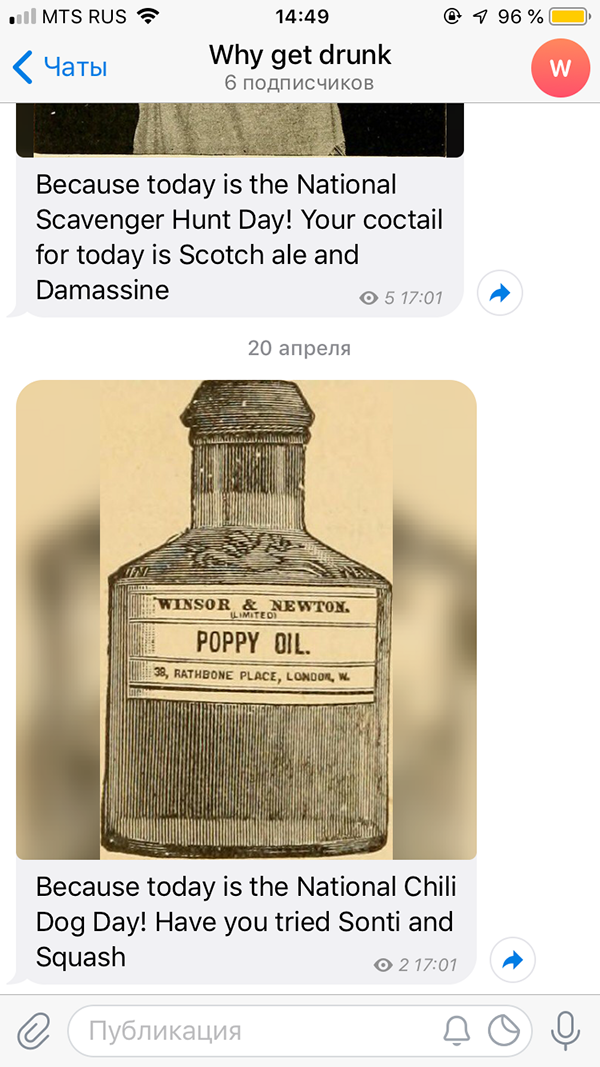 MTS RUS 14:49 96 %
Чаты
Why get drunk
6 подписчиков
W
Because today is the National
Scavenger Hunt Day! Your coctail
for today is Scotch ale and
Damassine
5 17:01
20 апреля
WINSOR & NEWTON.
(LIMITED)
POPPY OIL.
38, RATHBONE PLACE, LONDON, W.
Because today is the National Chili
Dog Day! Have you tried Sonti and
Squash
2 17:01
Публикация